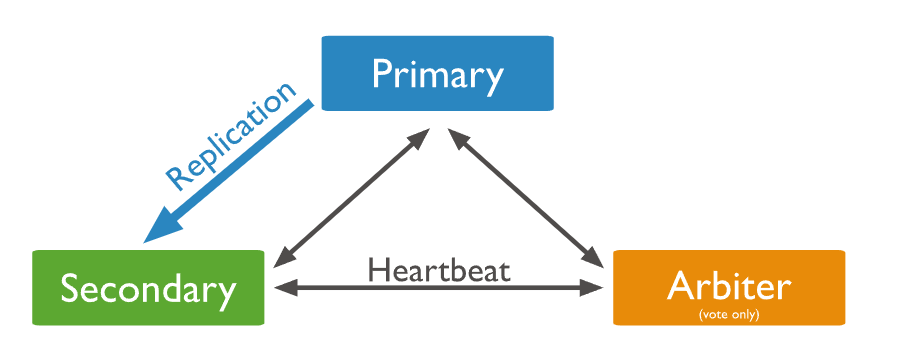 Primary
Replication
Heartbeat
Secondary
Arbiter
(vote only)